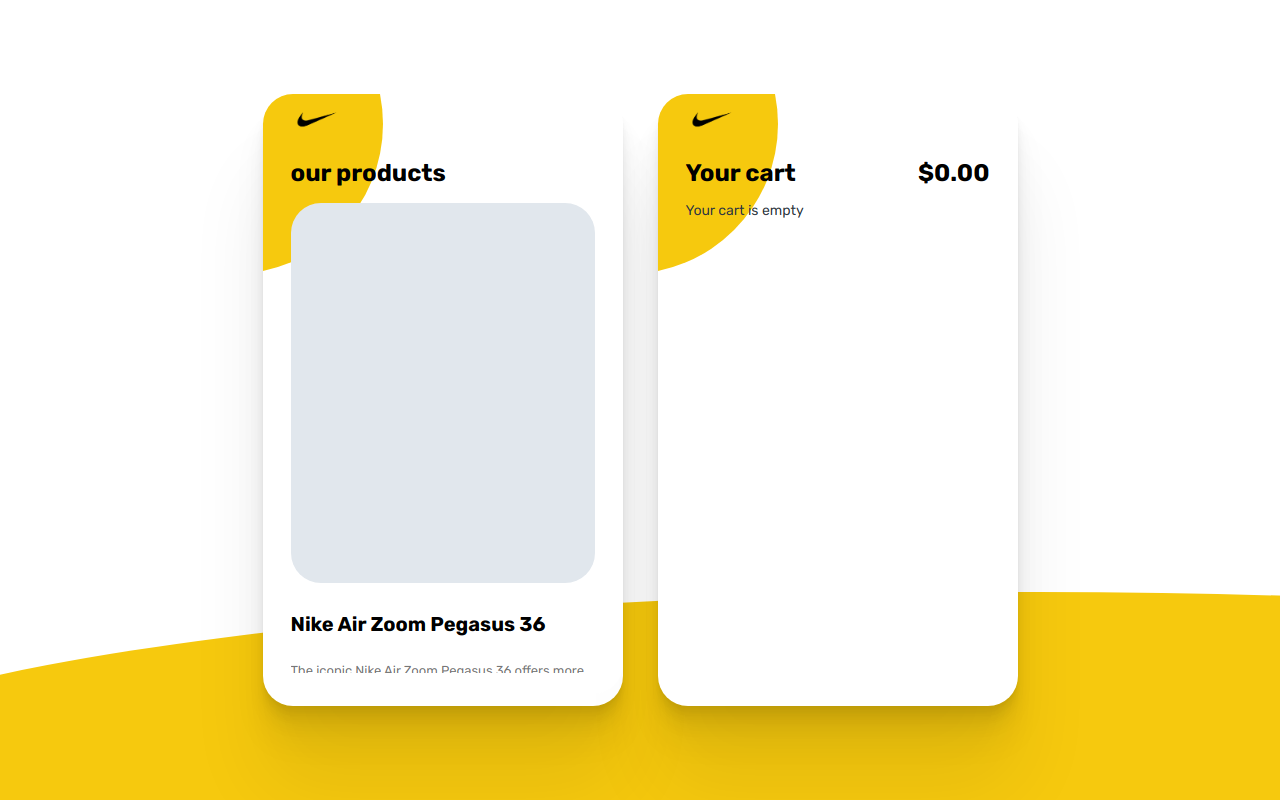 our products
Nike Air Zoom Pegasus 36
The iconic Nike Air Zoom Pegasus 36 offers more
Your cart
$0.00
Your cart is empty